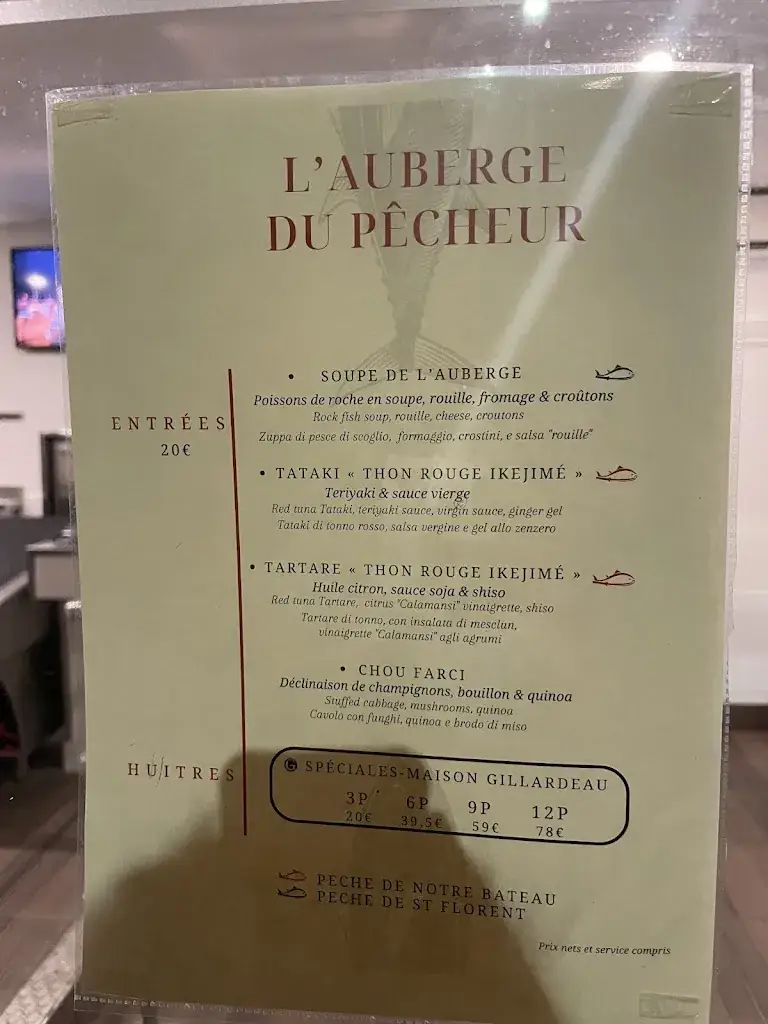 L'AUBERGE
DU PÊCHEUR
ENTRÉES
20€
• SOUPE DE L'AUBERGE
Poissons de roche en soupe, rouille, fromage & croûtons
Rock fish soup, rouille, cheese, croutons
Zuppa di pesce di scoglio, formaggio, crostini, e salsa "rouille"
• TATAKI « THON ROUGE IKEJIMÉ »
Teriyaki & sauce vierge
Red tuna Tataki, teriyaki sauce, virgin sauce, ginger gel
Tataki di tonno rosso, salsa vergine e gel allo zenzero
• TARTARE « THON ROUGE IKEJIMÉ »
Huile citron, sauce soja & shiso
Red tuna Tartare, citrus "Calamansi" vinaigrette, shiso
Tartare di tonno, con insalata di mesclun,
vinaigrette "Calamansi" agli agrumi
• CHOU FARCI
Déclinaison de champignons, bouillon & quinoa
Stuffed cabbage, mushrooms, quinoa
Cavolo con funghi, quinoa e brodo di miso
HUITRES
G SPÉCIALES-MAISON GILLARDEAU
3P 6P 9P 12P
20€ 39,5€ 59€ 78€
PECHE DE NOTRE BATEAU
PECHE DE ST FLORENT
Prix nets et service compris